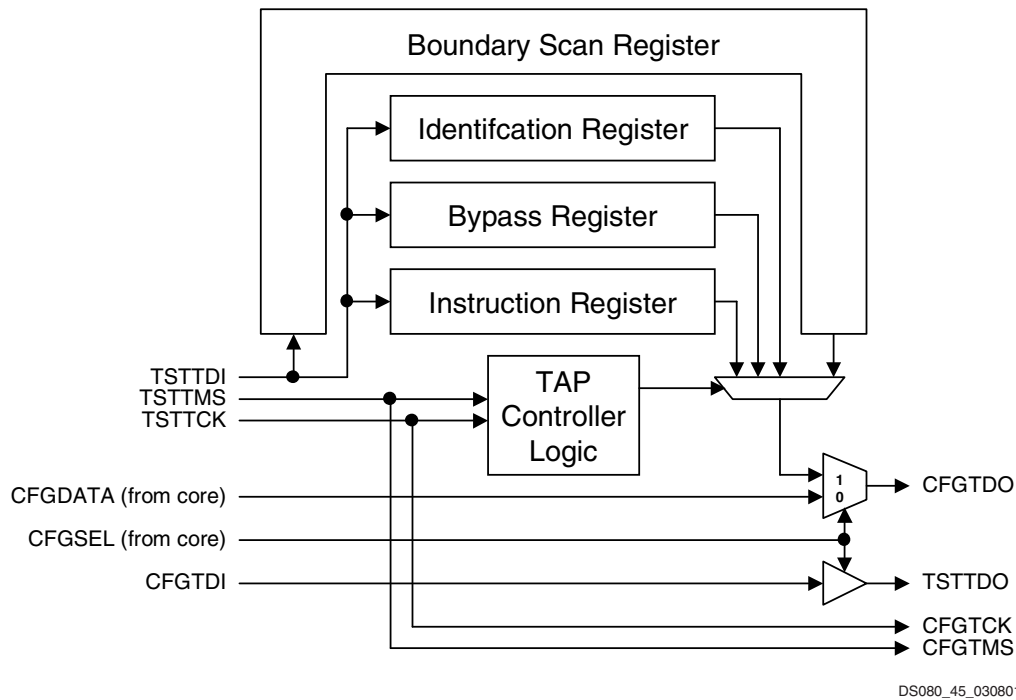 Boundary Scan Register
Identifcation Register
Bypass Register
Instruction Register
TSTTDI
TSTTMS
TSTTCK
TAP
Controller
Logic
CFGDATA (from core)
1
0
CFGTDO
CFGSEL (from core)
CFGTDI
TSTTDO
CFGTCK
CFGTMS
DS080_45_030801